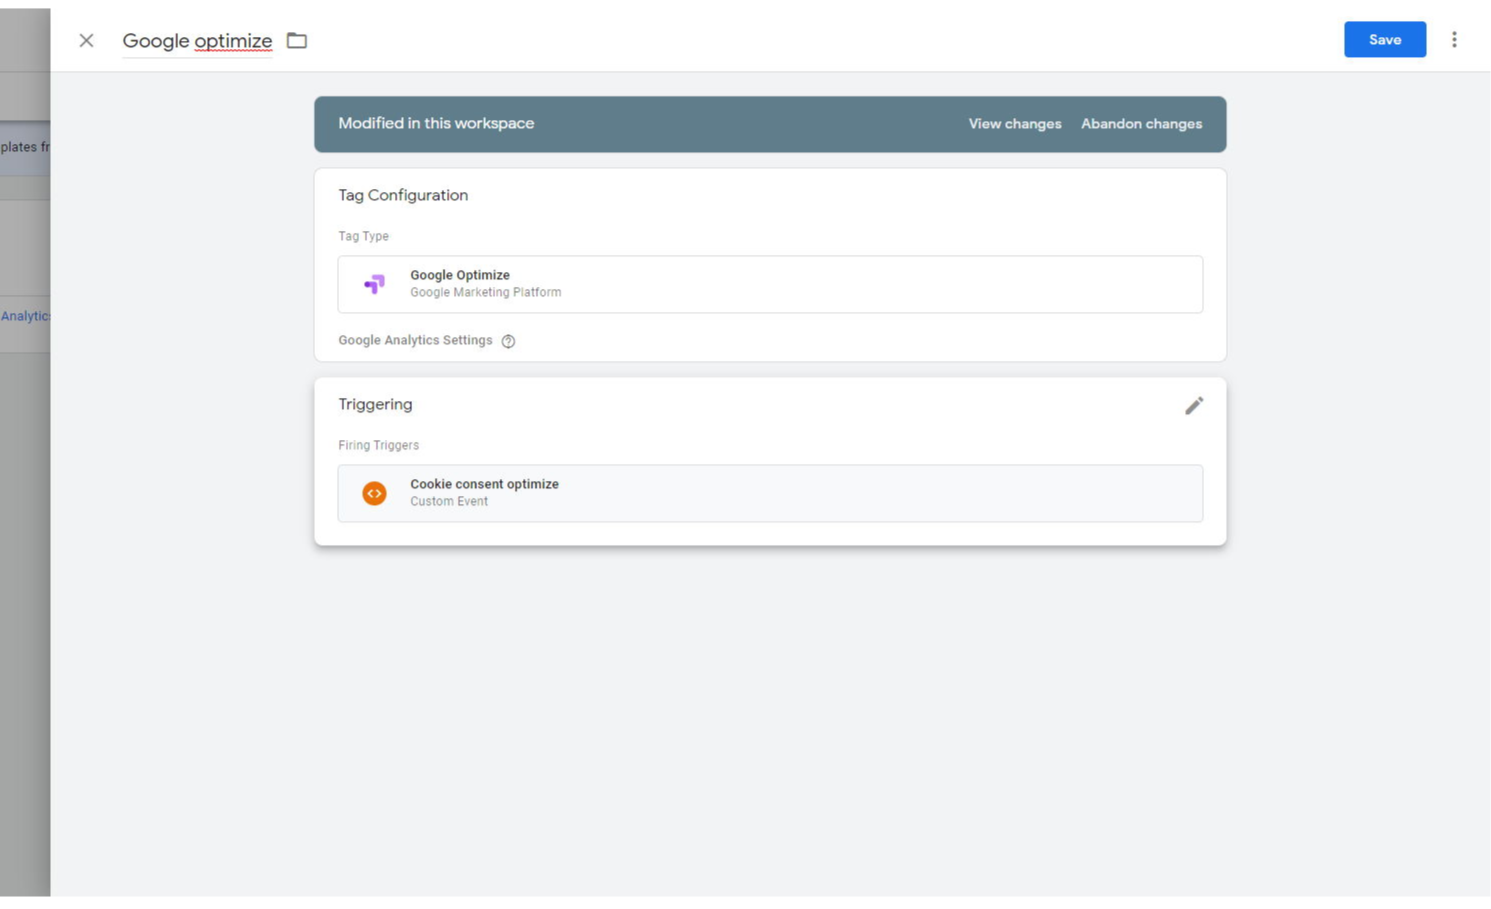 Google optimize
Save
plates fr
Modified in this workspace
View changes
Abandon changes
Tag Configuration
Tag Type
Google Optimize
Google Marketing Platform
Analytic
Google Analytics Settings
Triggering
Firing Triggers
Cookie consent optimize
Custom Event